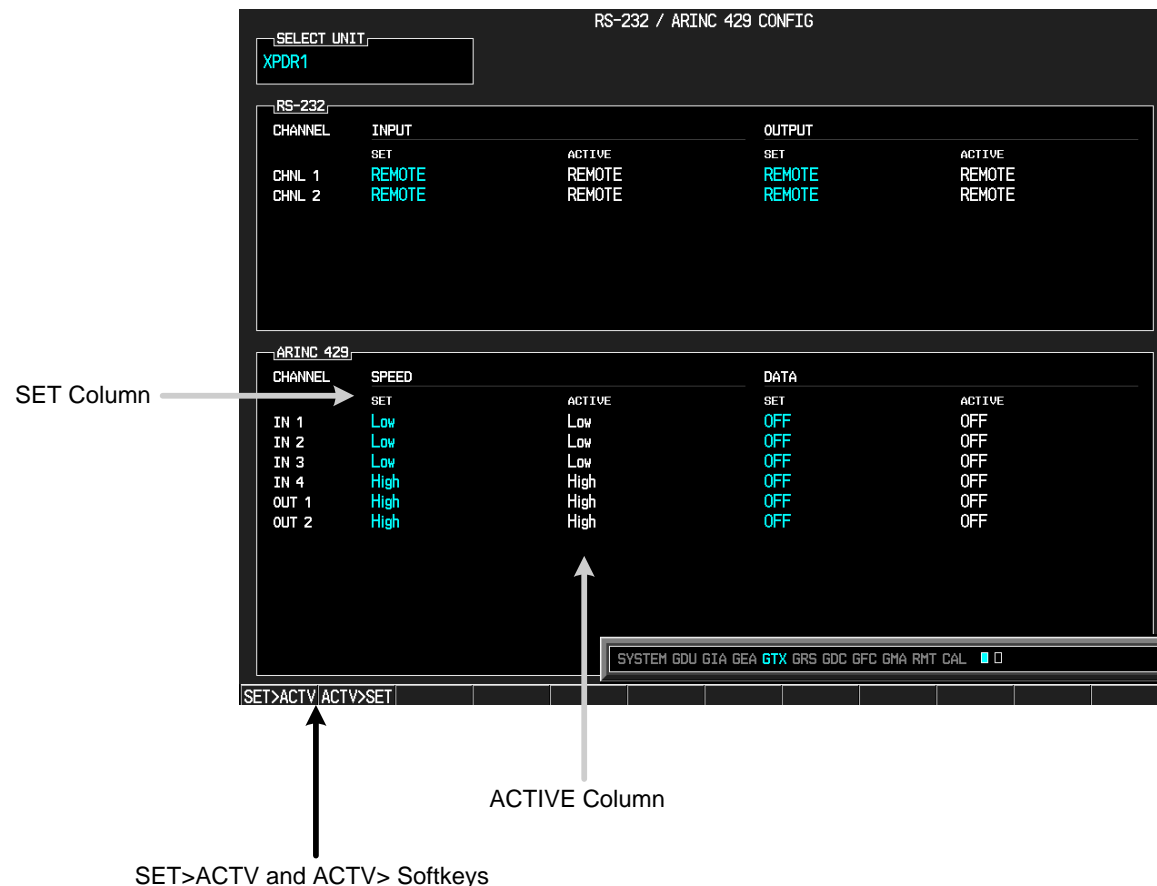 RS-232 / ARINC 429 CONFIG
SELECT UNIT
XPDR1
RS-232
CHANNEL INPUT OUTPUT
SET ACTIVE SET ACTIVE
CHNL 1 REMOTE REMOTE REMOTE REMOTE
CHNL 2 REMOTE REMOTE REMOTE REMOTE
ARINC 429
CHANNEL SPEED DATA
SET Column
SET ACTIVE SET ACTIVE
IN 1 Low Low OFF OFF
IN 2 Low Low OFF OFF
IN 3 Low Low OFF OFF
IN 4 High High OFF OFF
OUT 1 High High OFF OFF
OUT 2 High High OFF OFF
SYSTEM GDU GIA GEA GTX GRS GDC GFC GMA RMT CAL
SET>ACTV ACTV>SET
ACTIVE Column
SET>ACTV and ACTV> Softkeys